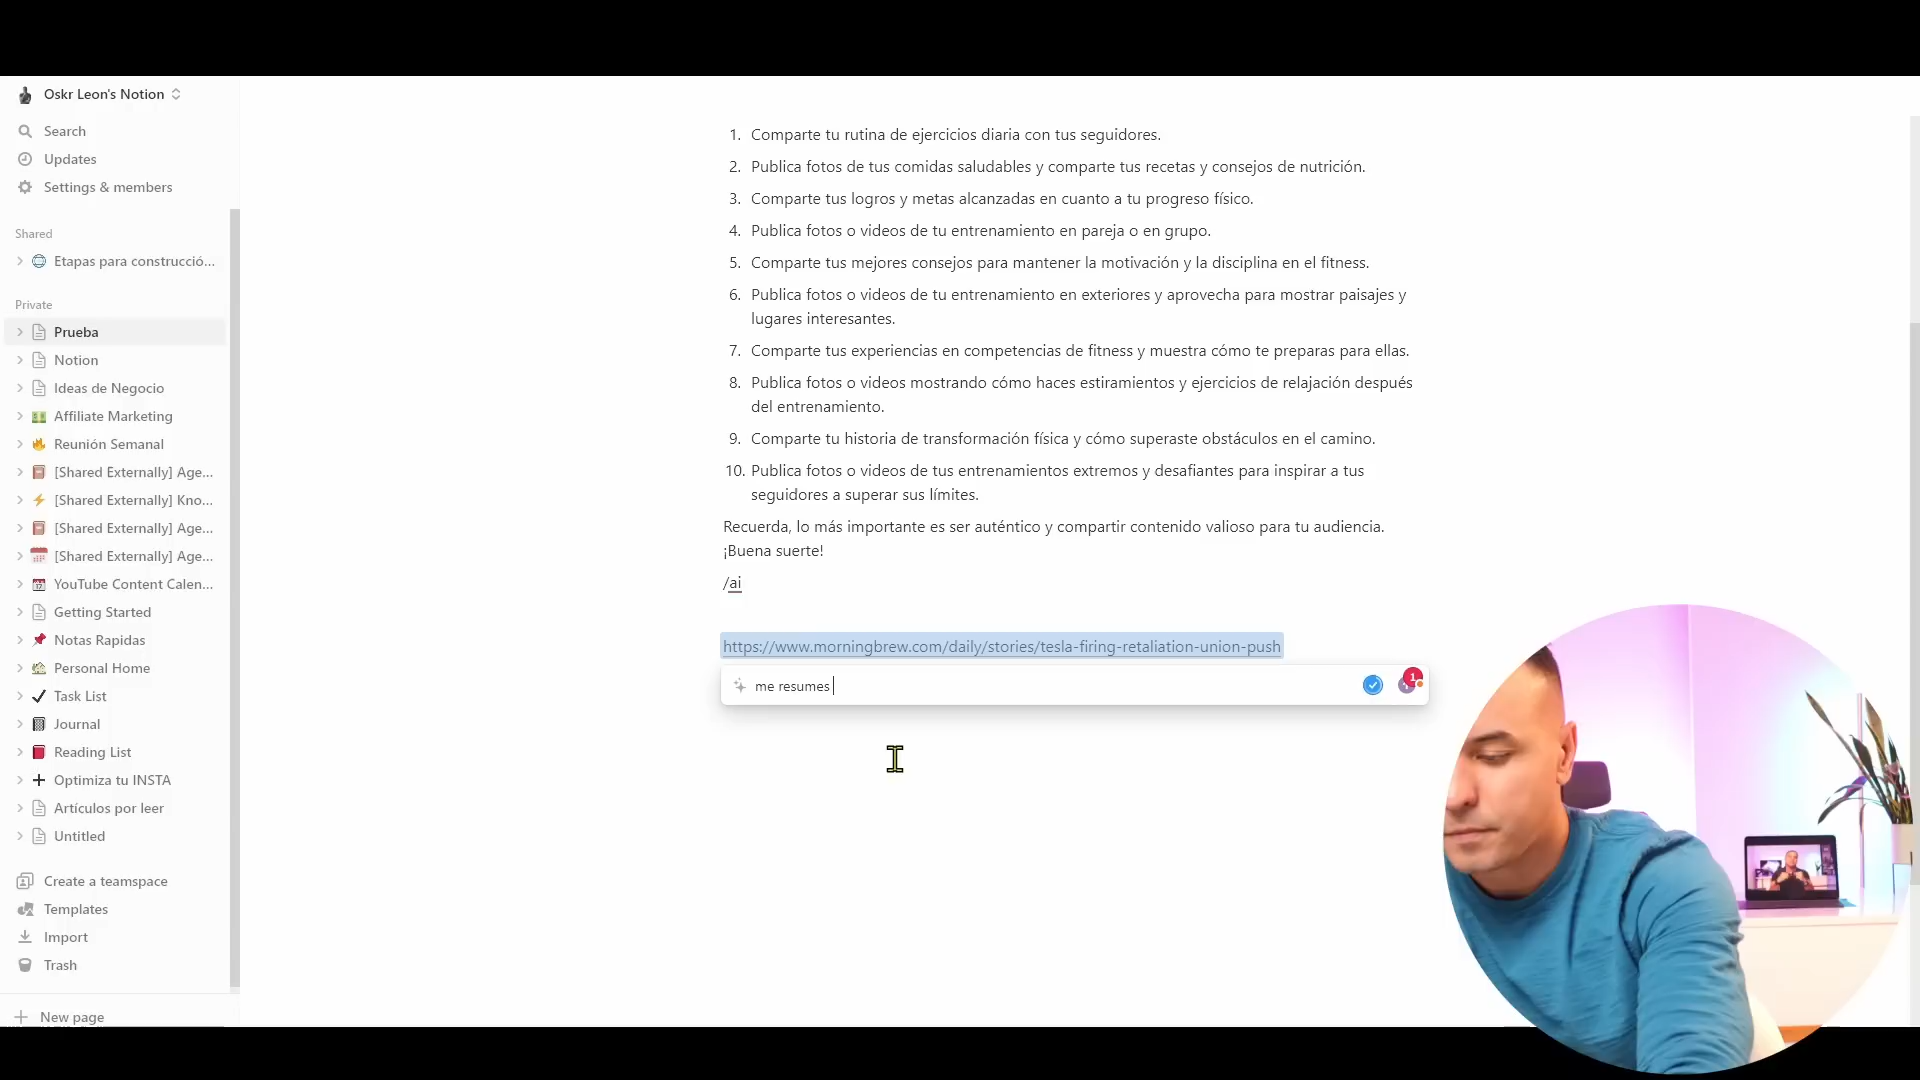 Oskr Leon's Notion
Search
Updates
Settings & members
Shared
Etapas para construcció...
Private
Prueba
Notion
Ideas de Negocio
Affiliate Marketing
Reunión Semanal
[Shared Externally] Age...
[Shared Externally] Kno...
[Shared Externally] Age...
[Shared Externally] Age...
YouTube Content Calen...
Getting Started
Notas Rapidas
Personal Home
Task List
Journal
Reading List
Optimiza tu INSTA
Artículos por leer
Untitled
Create a teamspace
Templates
Import
Trash
New page
1. Comparte tu rutina de ejercicios diaria con tus seguidores.
2. Publica fotos de tus comidas saludables y comparte tus recetas y consejos de nutrición.
3. Comparte tus logros y metas alcanzadas en cuanto a tu progreso físico.
4. Publica fotos o videos de tu entrenamiento en pareja o en grupo.
5. Comparte tus mejores consejos para mantener la motivación y la disciplina en el fitness.
6. Publica fotos o videos de tu entrenamiento en exteriores y aprovecha para mostrar paisajes y
lugares interesantes.
7. Comparte tus experiencias en competencias de fitness y muestra cómo te preparas para ellas.
8. Publica fotos o videos mostrando cómo haces estiramientos y ejercicios de relajación después
del entrenamiento.
9. Comparte tu historia de transformación física y cómo superaste obstáculos en el camino.
10. Publica fotos o videos de tus entrenamientos extremos y desafiantes para inspirar a tus
seguidores a superar sus límites.
Recuerda, lo más importante es ser auténtico y compartir contenido valioso para tu audiencia.
¡Buena suerte!
/ai
https://www.morningbrew.com/daily/stories/tesla-firing-retaliation-union-push
me resumes
1